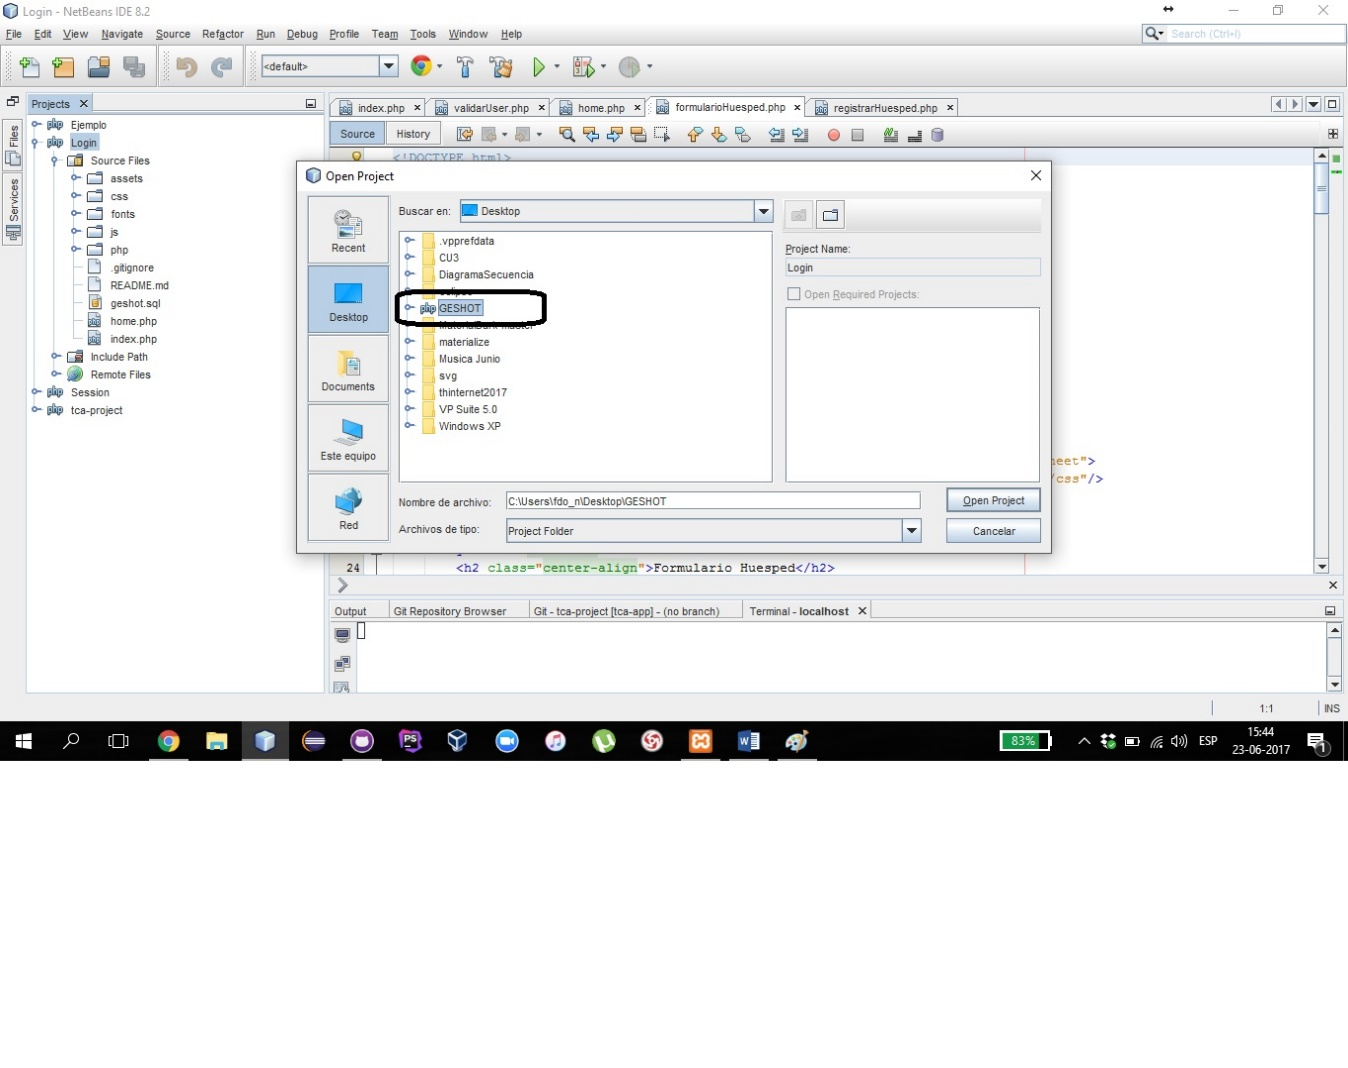 Login - NetBeans IDE 8.2
File Edit View Navigate Source Refactor Run Debug Profile Team Tools Window Help
Search (Ctrl+I)
<default>
Projects
index.php validarUser.php home.php formularioHuesped.php registrarHuesped.php
Files
Services
Ejemplo
Login
Source Files
assets
css
fonts
js
php
.gitignore
README.md
geshot.sql
home.php
index.php
Include Path
Remote Files
Session
tca-project
Source History
<!DOCTYPE html>
Open Project
Buscar en: Desktop
Recent
Desktop
Documents
Este equipo
Red
.vpprefdata
CU3
DiagramaSecuencia
GESHOT
materialize
Musica Junio
svg
thinternet2017
VP Suite 5.0
Windows XP
Project Name:
Login
Open Required Projects:
Nombre de archivo: C:\Users\fdo_n\Desktop\GESHOT
Open Project
Archivos de tipo: Project Folder
Cancelar
eet">
/css"/>
24 <h2 class="center-align">Formulario Huesped</h2>
Output Git Repository Browser Git - tca-project [tca-app] - (no branch) Terminal - localhost
1:1 INS
83% ESP 15:44
23-06-2017
1